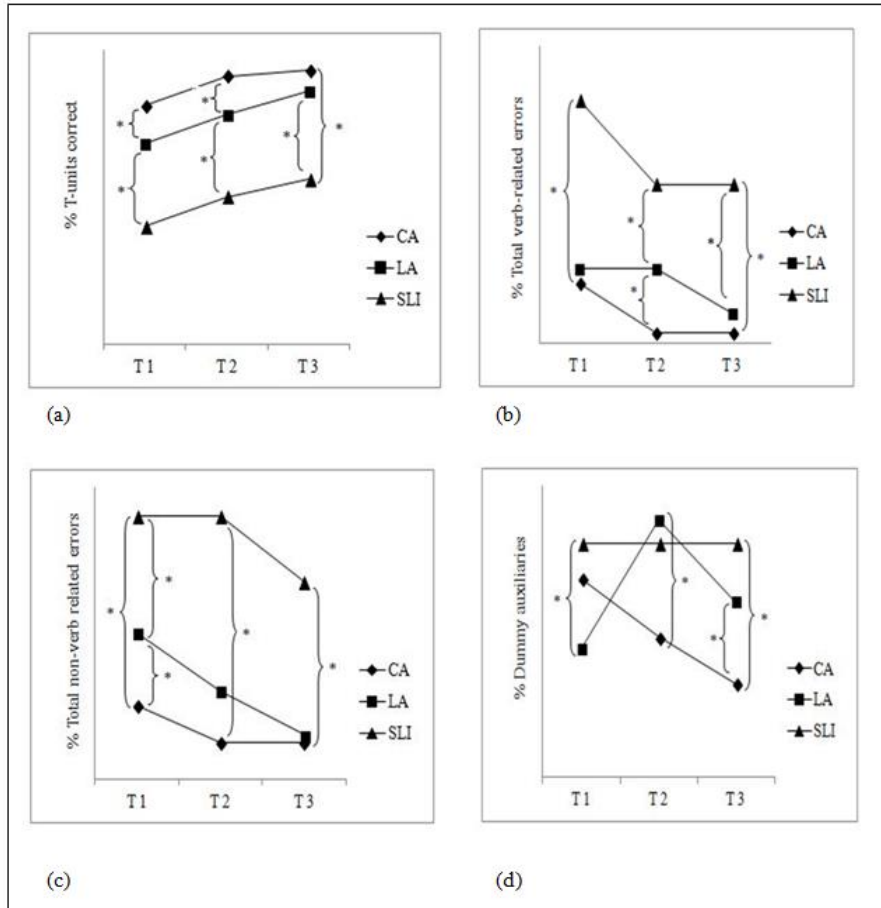 % T-units correct
*
*
*
*
*
*
CA
LA
SLI
T1 T2 T3
(a)
% Total verb-related errors
*
*
*
*
*
CA
LA
SLI
T1 T2 T3
(b)
% Total non-verb related errors
*
*
*
*
*
CA
LA
SLI
T1 T2 T3
(c)
% Dummy auxiliaries
*
*
*
*
CA
LA
SLI
T1 T2 T3
(d)